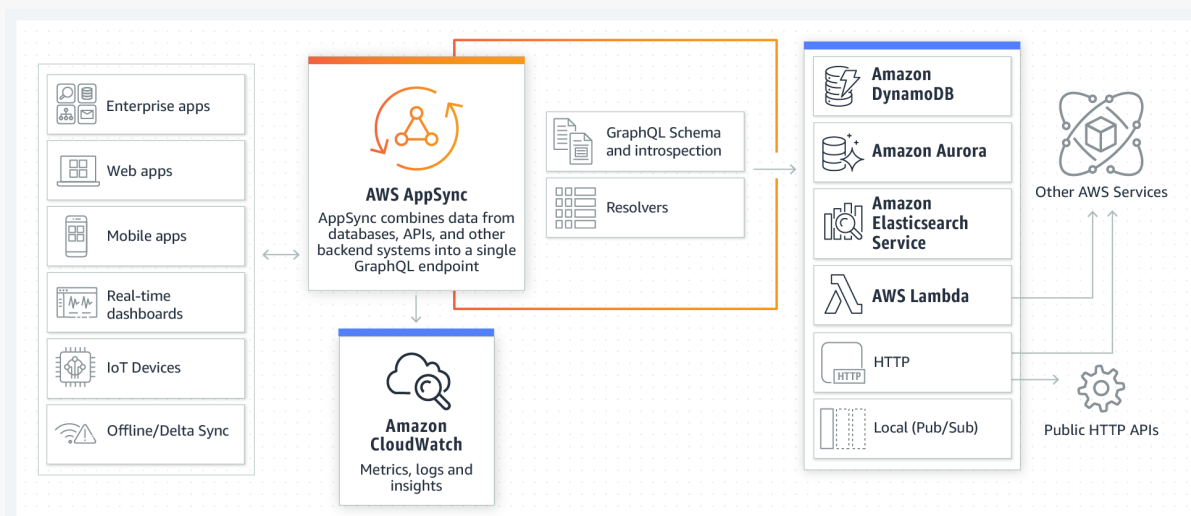 Enterprise apps
Web apps
Mobile apps
Real-time
dashboards
IoT Devices
Offline/Delta Sync
AWS AppSync
AppSync combines data from
databases, APIs, and other
backend systems into a single
GraphQL endpoint
Amazon
CloudWatch
Metrics, logs and
insights
GraphQL Schema
and introspection
Resolvers
Amazon
DynamoDB
Amazon Aurora
Amazon
Elasticsearch
Service
AWS Lambda
HTTP
HTTP
Local (Pub/Sub)
Other AWS Services
Public HTTP APIs